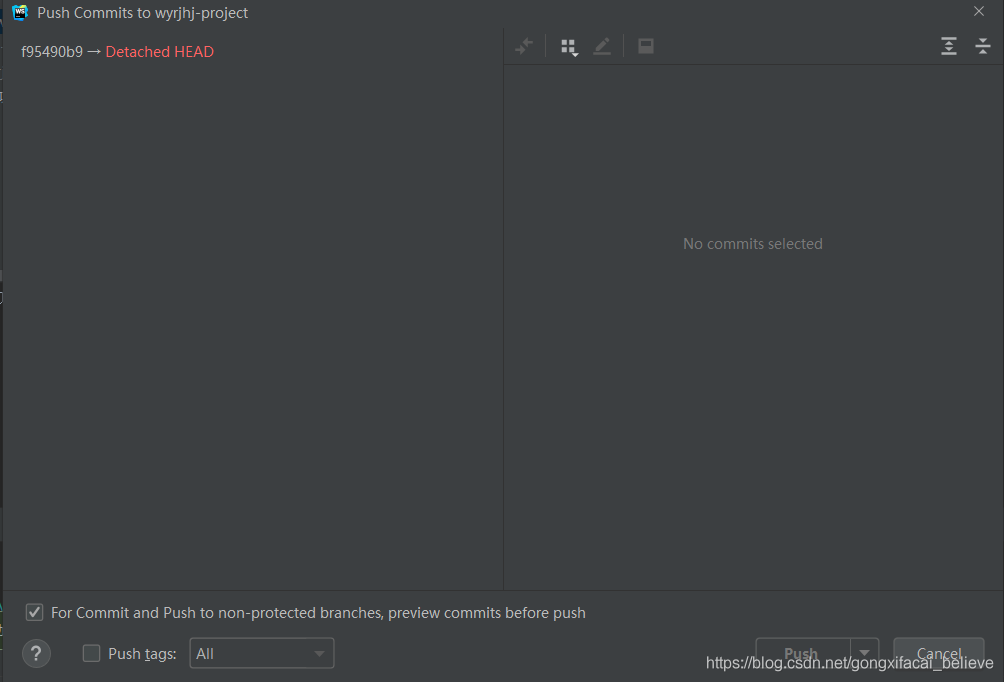 WS Push Commits to wyrjhj-project
f95490b9 → Detached HEAD
No commits selected
For Commit and Push to non-protected branches, preview commits before push
? Push tags: All Push Cancel
https://blog.csdn.net/gongxifacai_believe